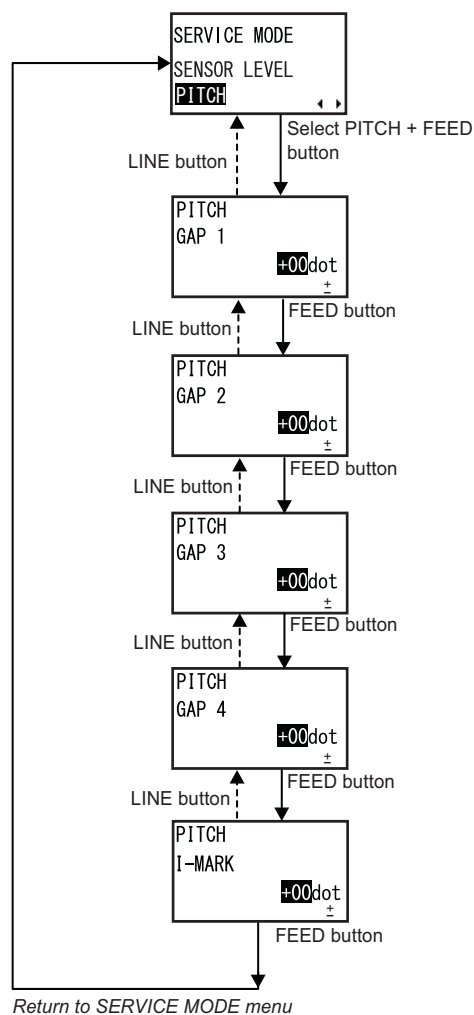 SERVICE MODE
SENSOR LEVEL
PITCH
Select PITCH + FEED
button
LINE button
PITCH
GAP 1
+00dot
±
FEED button
LINE button
PITCH
GAP 2
+00dot
±
FEED button
LINE button
PITCH
GAP 3
+00dot
±
FEED button
LINE button
PITCH
GAP 4
+00dot
±
FEED button
LINE button
PITCH
I-MARK
+00dot
±
FEED button
Return to SERVICE MODE menu